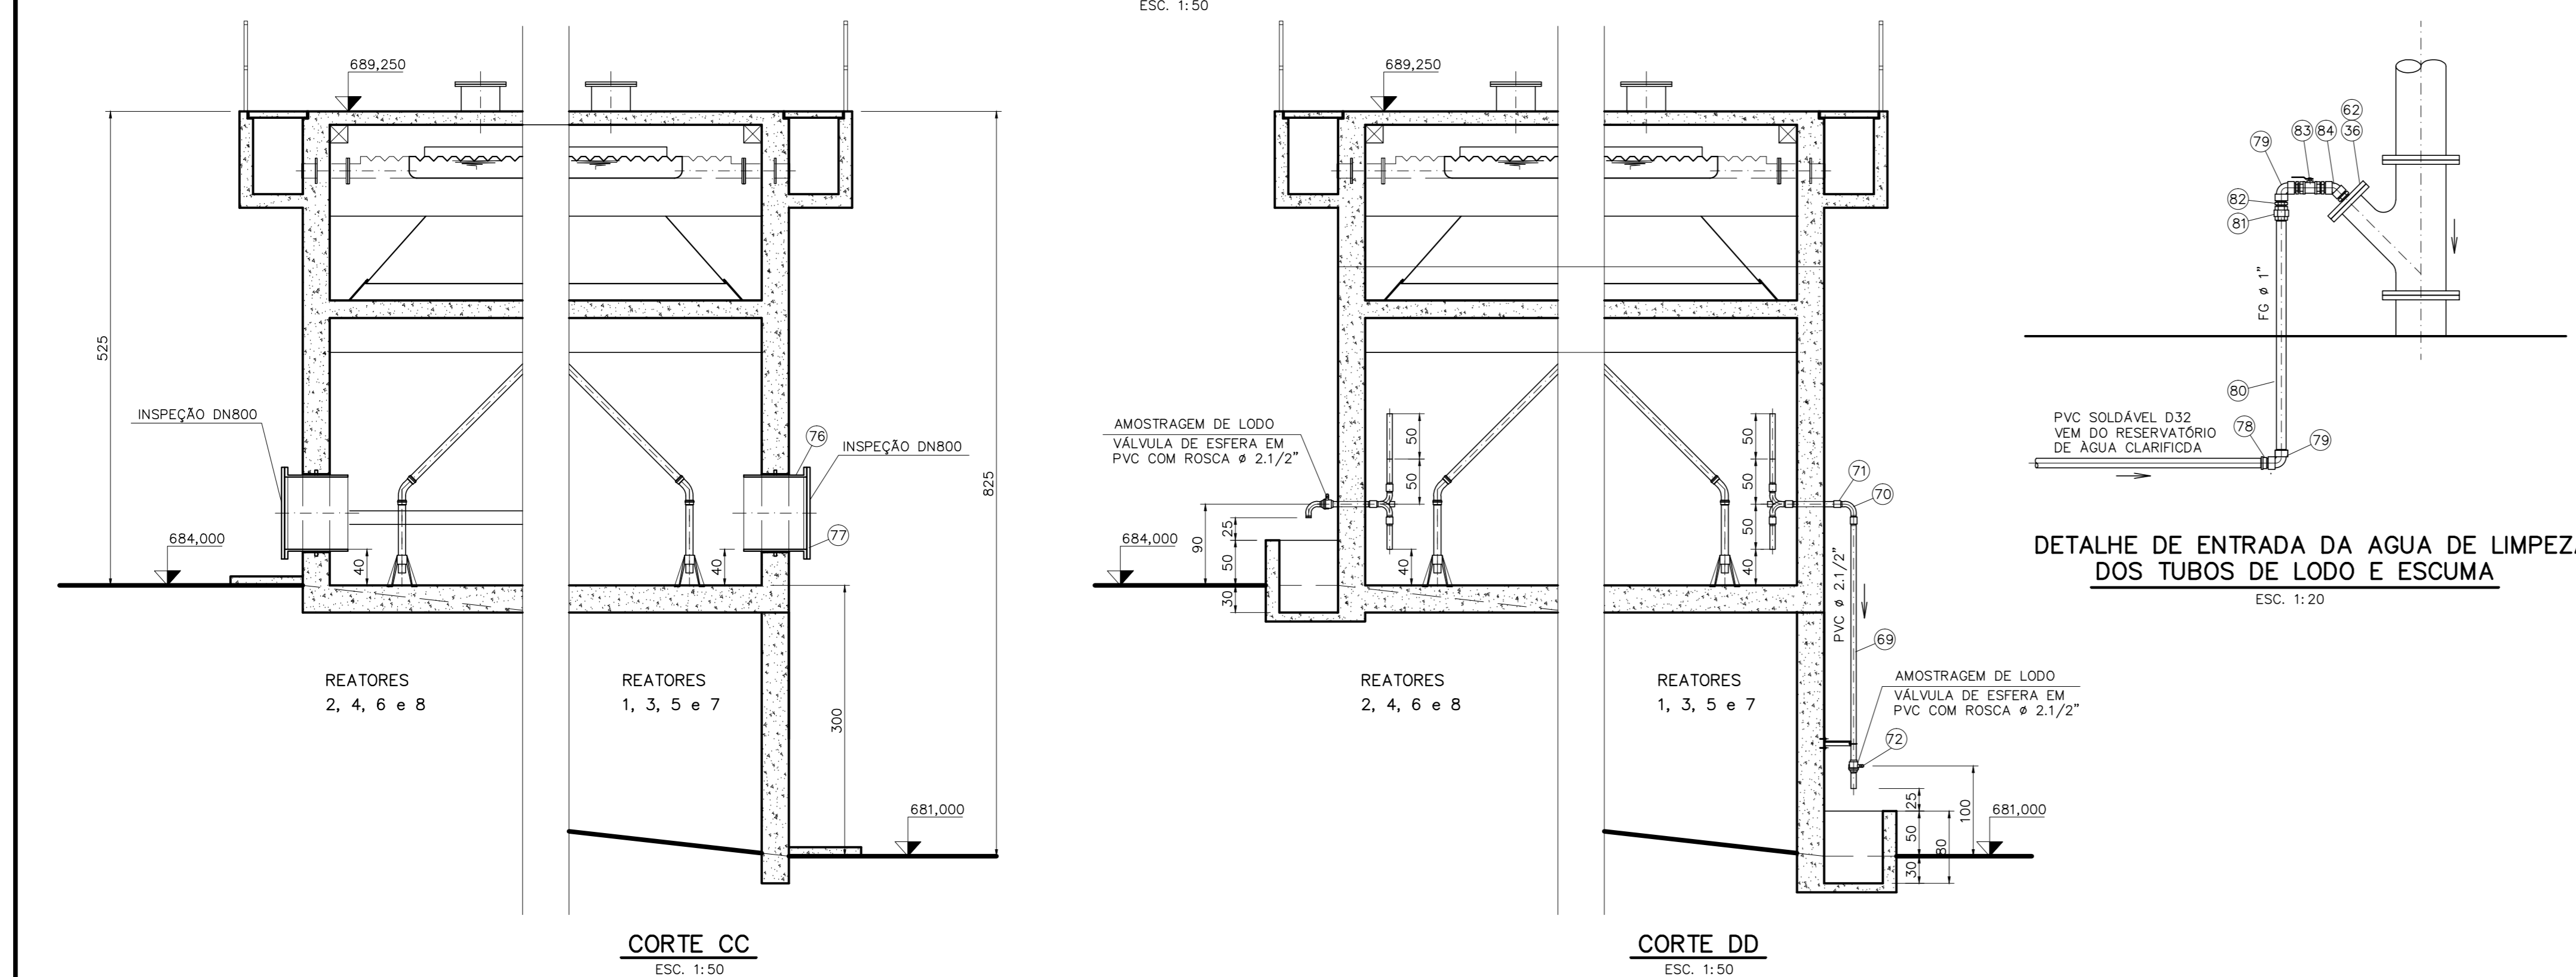 ESC. 1:50
689,250
525
INSPEÇÃO DN800
684,000
40
40
76
INSPEÇÃO DN800
77
825
300
681,000
REATORES
2, 4, 6 e 8
REATORES
1, 3, 5 e 7
CORTE CC
ESC. 1:50
689,250
AMOSTRAGEM DE LODO
VÁLVULA DE ESFERA EM
PVC COM ROSCA ø 2.1/2"
684,000
90
25
50
30
50
50
40
50
50
50
40
71
70
PVC ø 2.1/2"
69
AMOSTRAGEM DE LODO
VÁLVULA DE ESFERA EM
PVC COM ROSCA ø 2.1/2"
72
25
50
30
80
100
681,000
REATORES
2, 4, 6 e 8
REATORES
1, 3, 5 e 7
CORTE DD
ESC. 1:50
62
79
83
84
36
82
81
FG ø 1"
80
PVC SOLDÁVEL D32
VEM DO RESERVATÓRIO
DE ÀGUA CLARIFICDA
78
79
DETALHE DE ENTRADA DA AGUA DE LIMPEZA
DOS TUBOS DE LODO E ESCUMA
ESC. 1:20